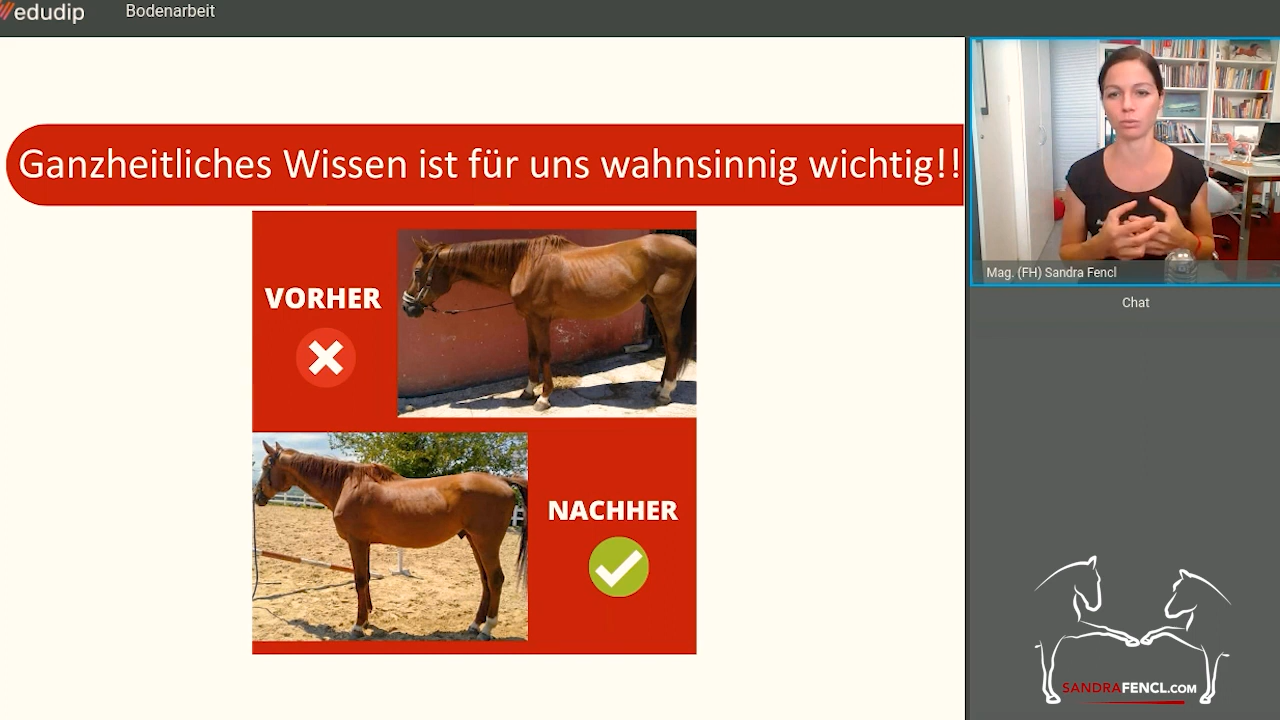 edudip
Bodenarbeit
Ganzheitliches Wissen ist für uns wahnsinnig wichtig!!
VORHER
NACHHER
Mag. (FH) Sandra Fencl
Chat
SANDRAFENCL.COM